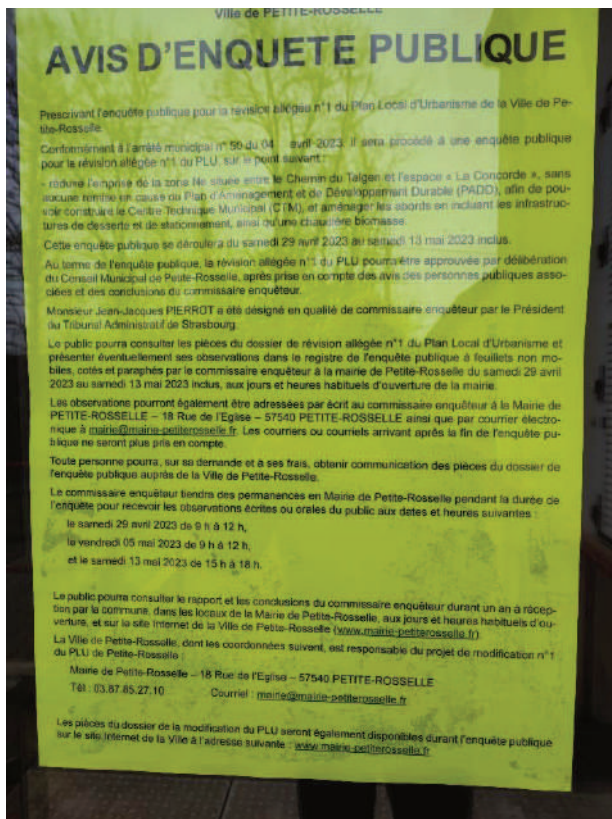 Ville de PETITE-ROSSELLE
AVIS D'ENQUETE PUBLIQUE
Prescrivant l'enquête publique pour la révision allégée n°1 du Plan Local d'Urbanisme de la Ville de Pe-
tite-Rosselle.
Conformément à l'arrêté municipal n° 50 du 04 avril 2023, il sera procédé à une enquête publique
pour la révision allégée n°1 du PLU, sur le point suivant :
- réduire l'emprise de la zone Ne située entre le Chemin du Talgen et l'espace « La Concorde », sans
aucune remise en cause du Plan d'Aménagement et de Développement Durable (PADD), afin de pou-
voir construire le Centre Technique Municipal (CTM), et aménager les abords en incluant les infrastruc-
tures de desserte et de stationnement, ainsi qu'une chaudière biomasse.
Cette enquête publique se déroulera du samedi 29 avril 2023 au samedi 13 mai 2023 inclus.
Au terme de l'enquête publique, la révision allégée n°1 du PLU pourra être approuvée par délibération
du Conseil Municipal de Petite-Rosselle, après prise en compte des avis des personnes publiques asso-
ciées et des conclusions du commissaire enquêteur.
Monsieur Jean-Jacques PIERROT a été désigné en qualité de commissaire enquêteur par le Président
du Tribunal Administratif de Strasbourg.
Le public pourra consulter les pièces du dossier de révision allégée n°1 du Plan Local d'Urbanisme et
présenter éventuellement ses observations dans le registre de l'enquête publique à feuillets non mo-
biles, cotés et paraphés par le commissaire enquêteur à la mairie de Petite-Rosselle du samedi 29 avril
2023 au samedi 13 mai 2023 inclus, aux jours et heures habituels d'ouverture de la mairie.
Les observations pourront également être adressées par écrit au commissaire enquêteur à la Mairie de
PETITE-ROSSELLE – 18 Rue de l'Eglise – 57540 PETITE-ROSSELLE ainsi que par courrier électro-
nique à mairie@mairie-petiterosselle.fr. Les courriers ou courriels arrivant après la fin de l'enquête pu-
blique ne seront plus pris en compte.
Toute personne pourra, sur sa demande et à ses frais, obtenir communication des pièces du dossier de
l'enquête publique auprès de la Ville de Petite-Rosselle.
Le commissaire enquêteur tiendra des permanences en Mairie de Petite-Rosselle pendant la durée de
l'enquête pour recevoir les observations écrites ou orales du public aux dates et heures suivantes :
le samedi 29 avril 2023 de 9 h à 12 h,
le vendredi 05 mai 2023 de 9 h à 12 h,
et le samedi 13 mai 2023 de 15 h à 18 h.
Le public pourra consulter le rapport et les conclusions du commissaire enquêteur durant un an à récep-
tion par la commune, dans les locaux de la Mairie de Petite-Rosselle, aux jours et heures habituels d'ou-
verture, et sur le site Internet de la Ville de Petite-Rosselle (www.mairie-petiterosselle.fr).
La Ville de Petite-Rosselle, dont les coordonnées suivent, est responsable du projet de modification n°1
du PLU de Petite-Rosselle :
Mairie de Petite-Rosselle – 18 Rue de l'Eglise – 57540 PETITE-ROSSELLE
Tél : 03.87.85.27.10 Courriel : mairie@mairie-petiterosselle.fr
Les pièces du dossier de la modification du PLU seront également disponibles durant l'enquête publique
sur le site Internet de la Ville à l'adresse suivante : www.mairie-petiterosselle.fr